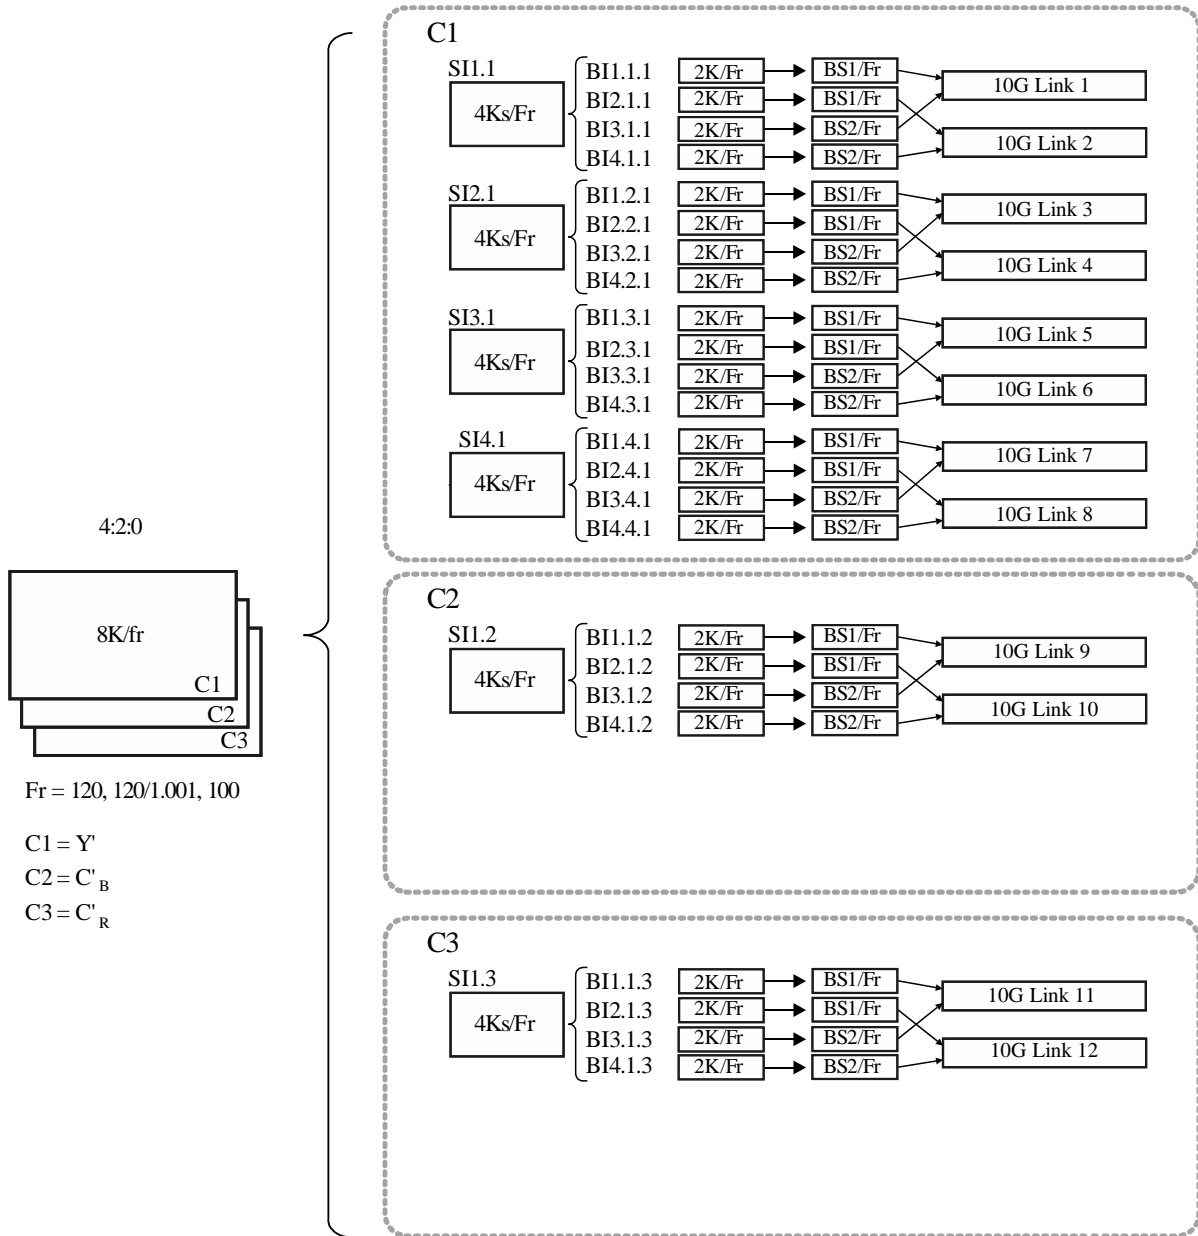 4:2:0
8K/fr
C1
C2
C3
Fr = 120, 120/1.001, 100
C1 = Y'
C2 = C'B
C3 = C'R
C1
SI1.1
4Ks/Fr
BI1.1.1 2K/Fr BS1/Fr
BI2.1.1 2K/Fr BS1/Fr
BI3.1.1 2K/Fr BS2/Fr
BI4.1.1 2K/Fr BS2/Fr
10G Link 1
10G Link 2
SI2.1
4Ks/Fr
BI1.2.1 2K/Fr BS1/Fr
BI2.2.1 2K/Fr BS1/Fr
BI3.2.1 2K/Fr BS2/Fr
BI4.2.1 2K/Fr BS2/Fr
10G Link 3
10G Link 4
SI3.1
4Ks/Fr
BI1.3.1 2K/Fr BS1/Fr
BI2.3.1 2K/Fr BS1/Fr
BI3.3.1 2K/Fr BS2/Fr
BI4.3.1 2K/Fr BS2/Fr
10G Link 5
10G Link 6
SI4.1
4Ks/Fr
BI1.4.1 2K/Fr BS1/Fr
BI2.4.1 2K/Fr BS1/Fr
BI3.4.1 2K/Fr BS2/Fr
BI4.4.1 2K/Fr BS2/Fr
10G Link 7
10G Link 8
C2
SI1.2
4Ks/Fr
BI1.1.2 2K/Fr BS1/Fr
BI2.1.2 2K/Fr BS1/Fr
BI3.1.2 2K/Fr BS2/Fr
BI4.1.2 2K/Fr BS2/Fr
10G Link 9
10G Link 10
C3
SI1.3
4Ks/Fr
BI1.1.3 2K/Fr BS1/Fr
BI2.1.3 2K/Fr BS1/Fr
BI3.1.3 2K/Fr BS2/Fr
BI4.1.3 2K/Fr BS2/Fr
10G Link 11
10G Link 12